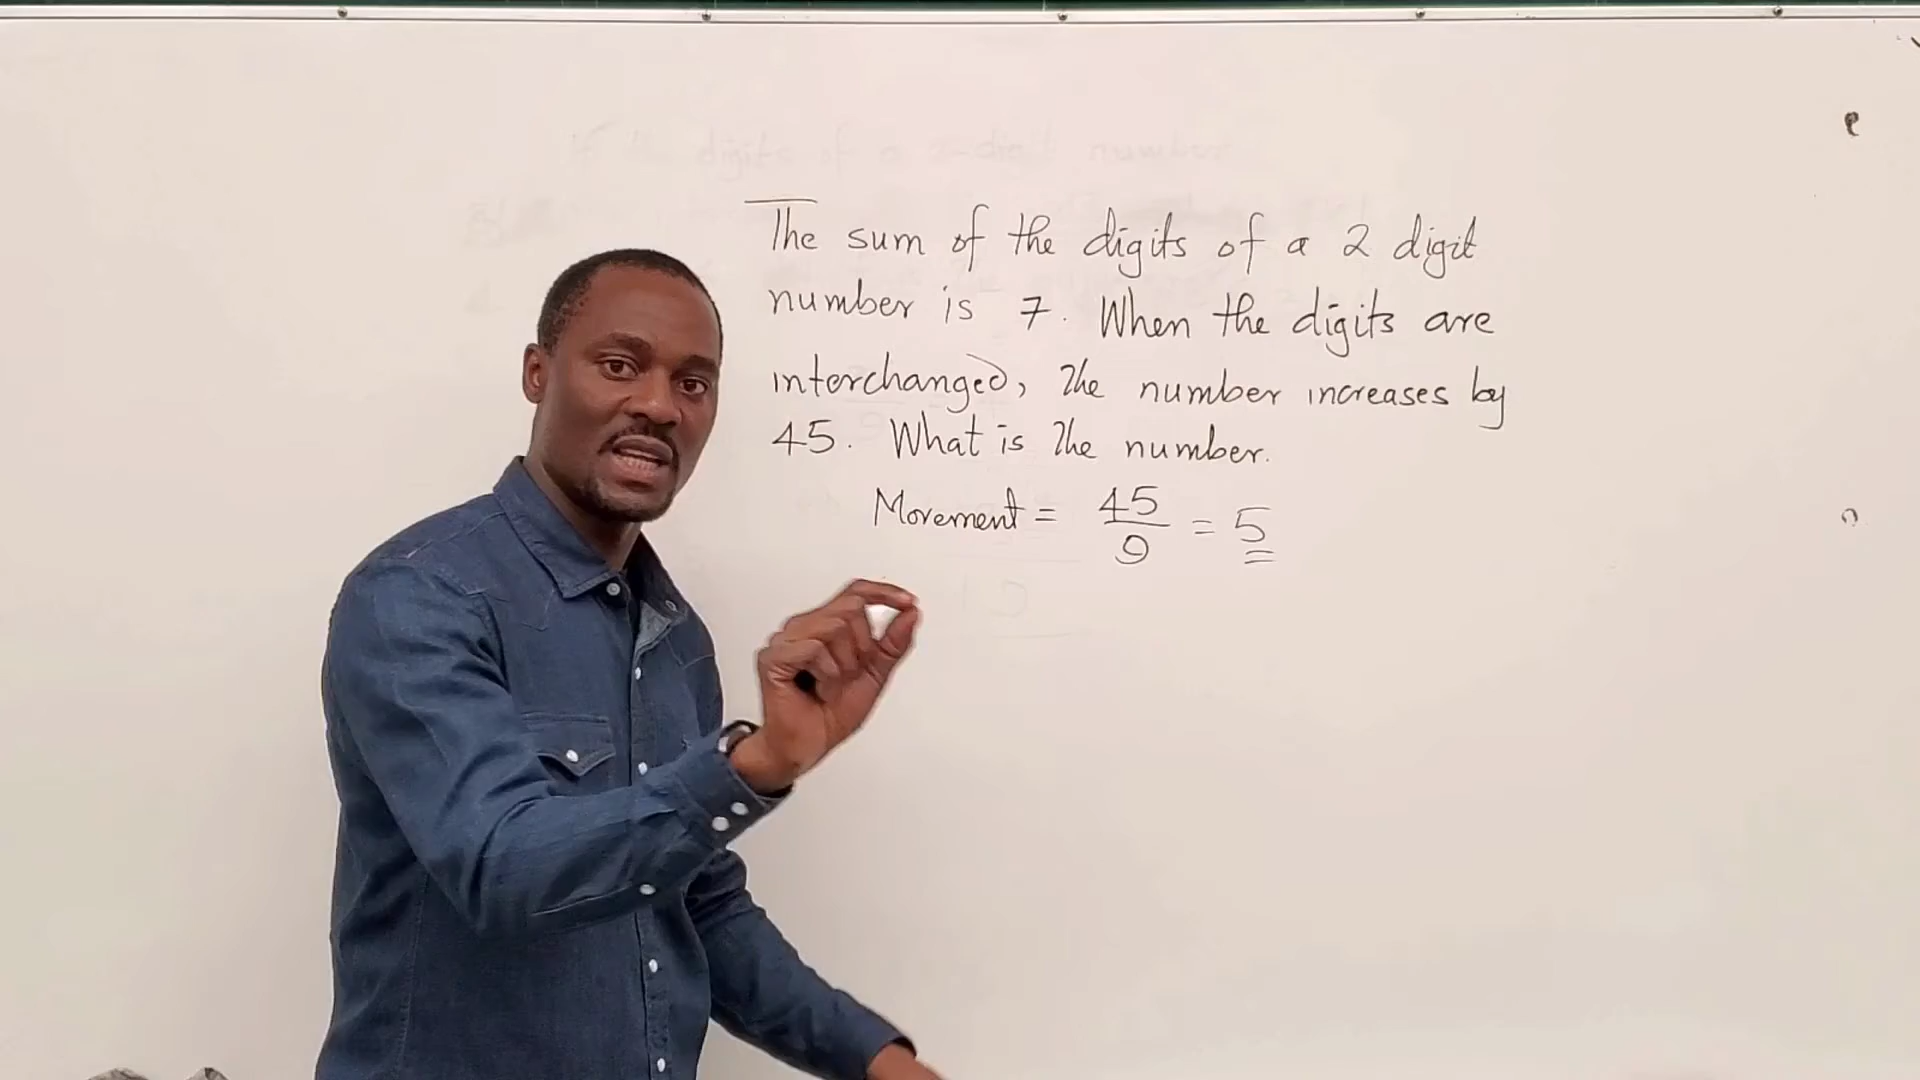 The sum of the digits of a 2 digit
number is 7. When the digits are
interchanged, the number increases by
45. What is the number.
Movement = 45/9 = 5